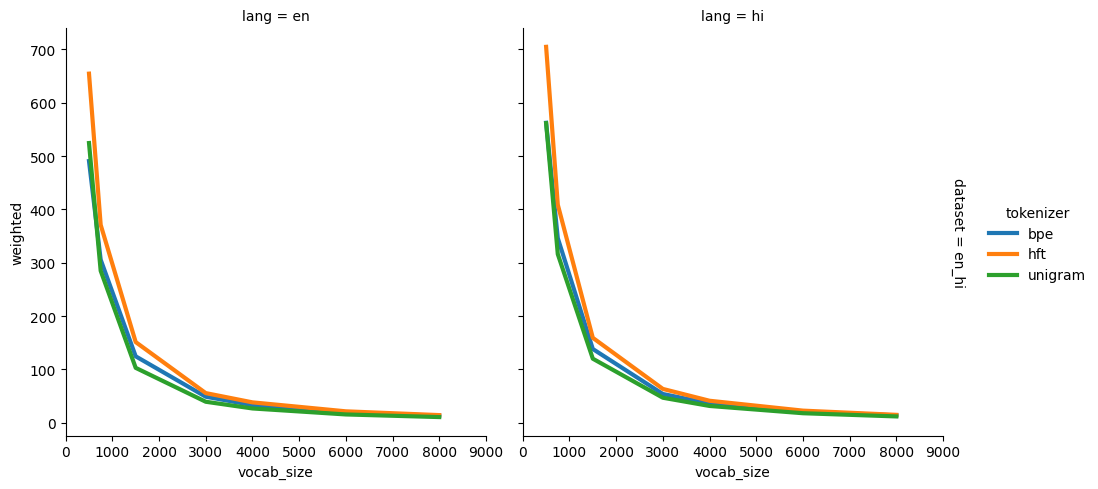 lang = en
lang = hi
weighted
700
600
500
400
300
200
100
0
0 1000 2000 3000 4000 5000 6000 7000 8000 9000
vocab_size
0 1000 2000 3000 4000 5000 6000 7000 8000 9000
vocab_size
dataset = en_hi
tokenizer
bpe
hft
unigram